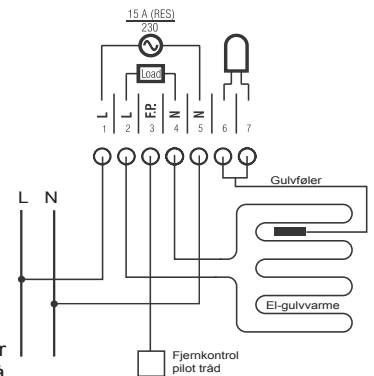 15 A (RES)
230
Load
L L F.P. N N
1 2 3 4 5 6 7
Gulvføler
L N
El-gulvvarme
Fjernkontrol
pilot tråd